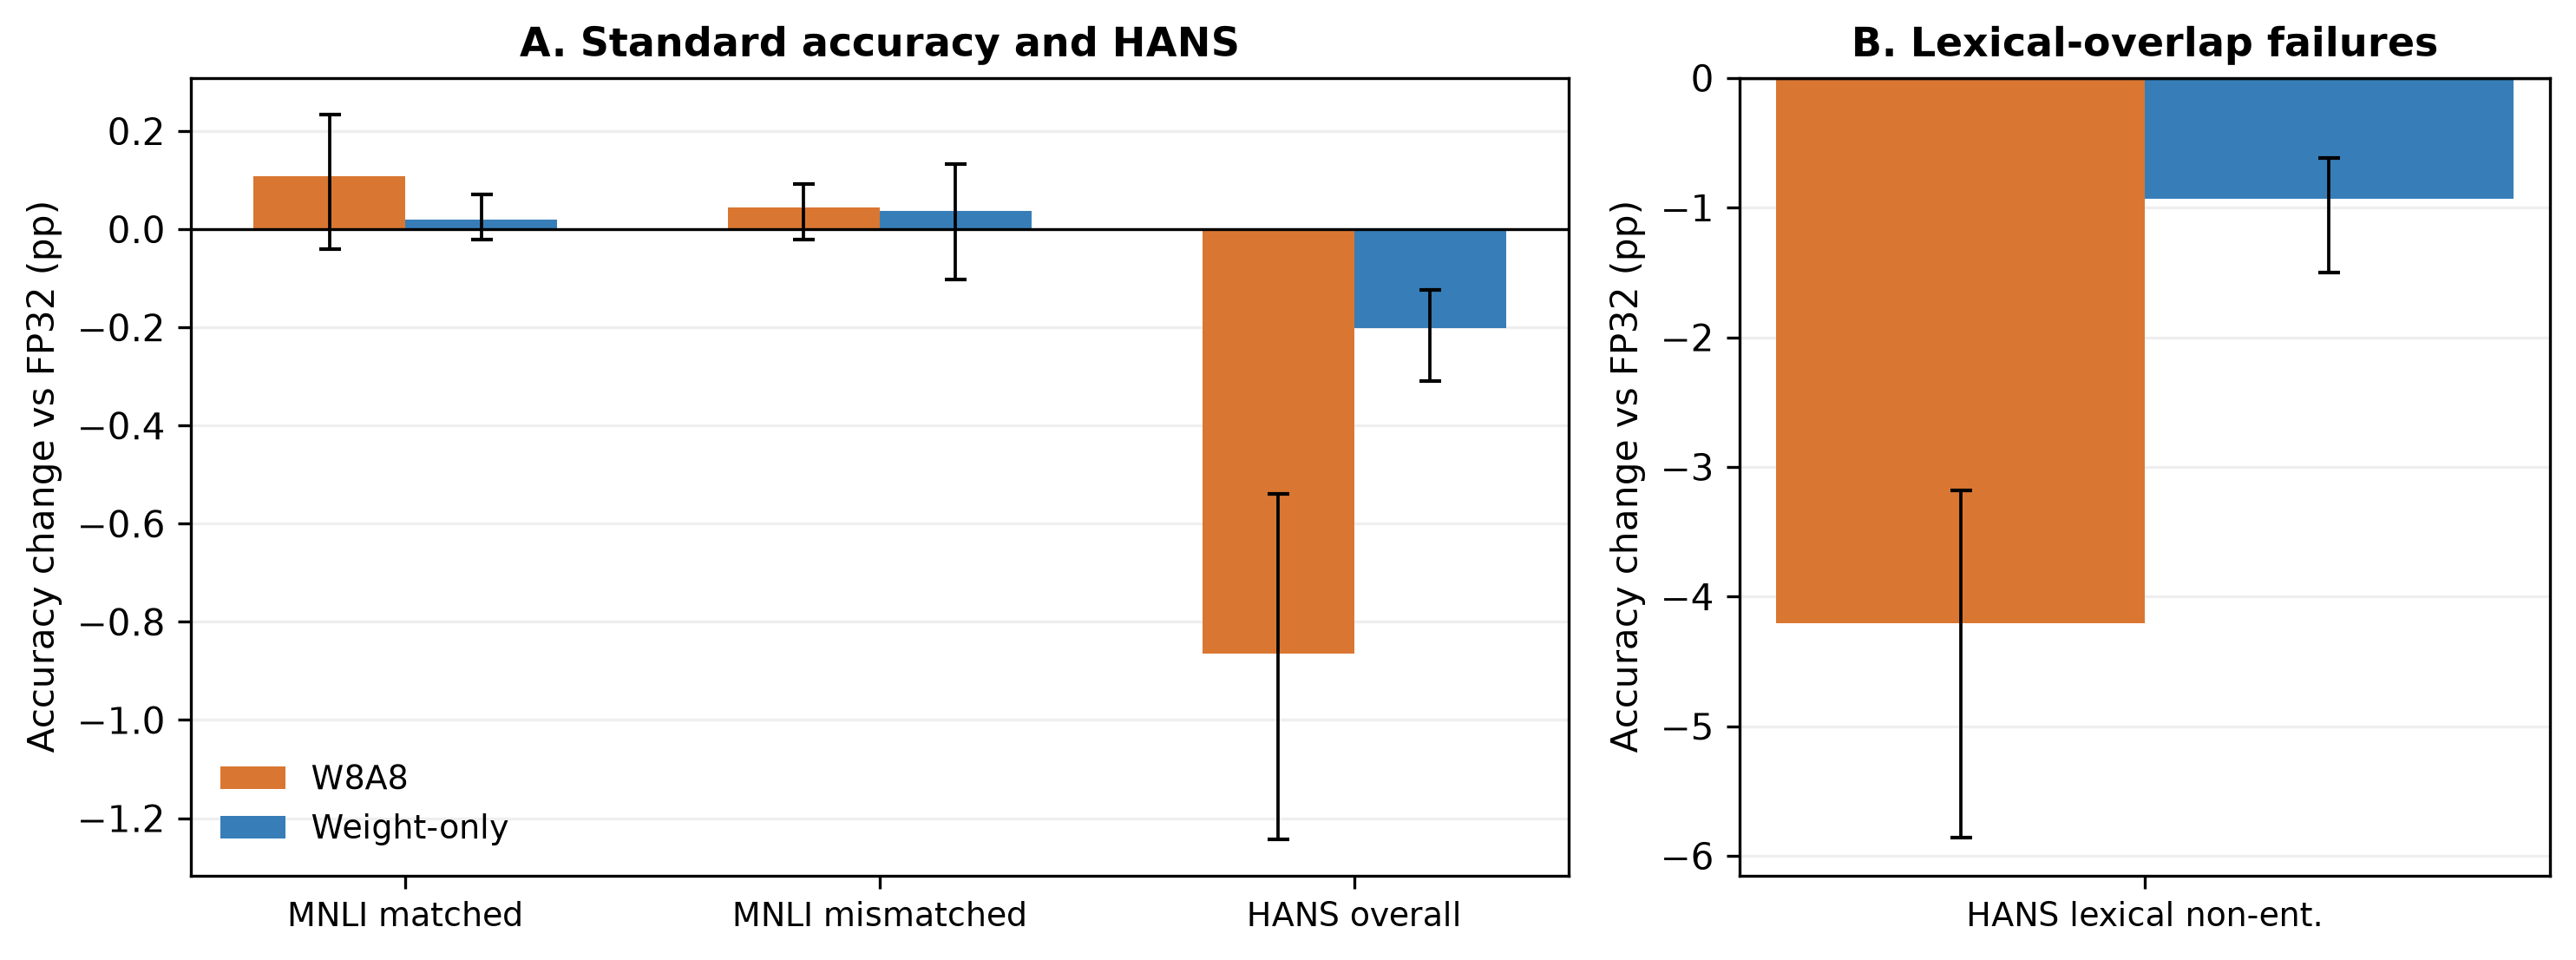 A. Standard accuracy and HANS
Accuracy change vs FP32 (pp)
0.2
0.0
−0.2
−0.4
−0.6
−0.8
−1.0
−1.2
W8A8
Weight-only
MNLI matched
MNLI mismatched
HANS overall
B. Lexical-overlap failures
Accuracy change vs FP32 (pp)
0
−1
−2
−3
−4
−5
−6
HANS lexical non-ent.